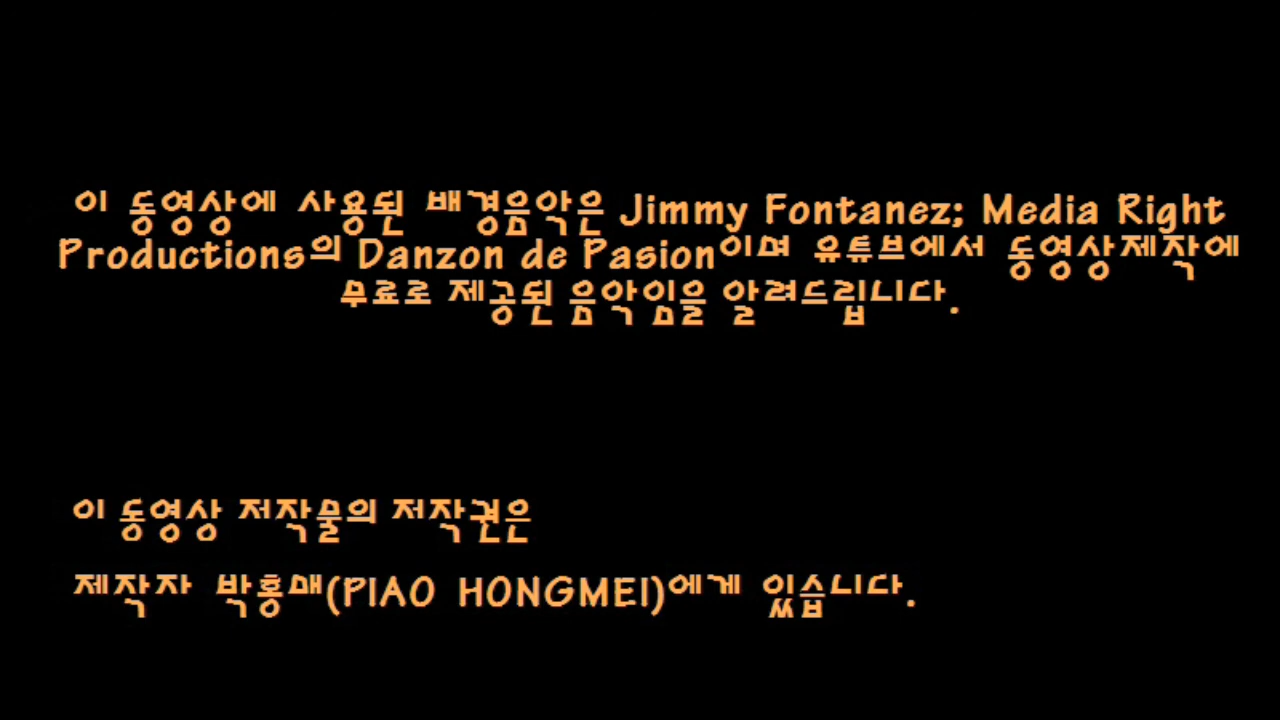 이 동영상에 사용된 배경음악은 Jimmy Fontanez; Media Right
Productions의 Danzon de Pasion이며 유튜브에서 동영상제작에
무료로 제공된 음악임을 알려드립니다.
이 동영상 저작물의 저작권은
제작자 박홍매(PIAO HONGMEI)에게 있습니다.